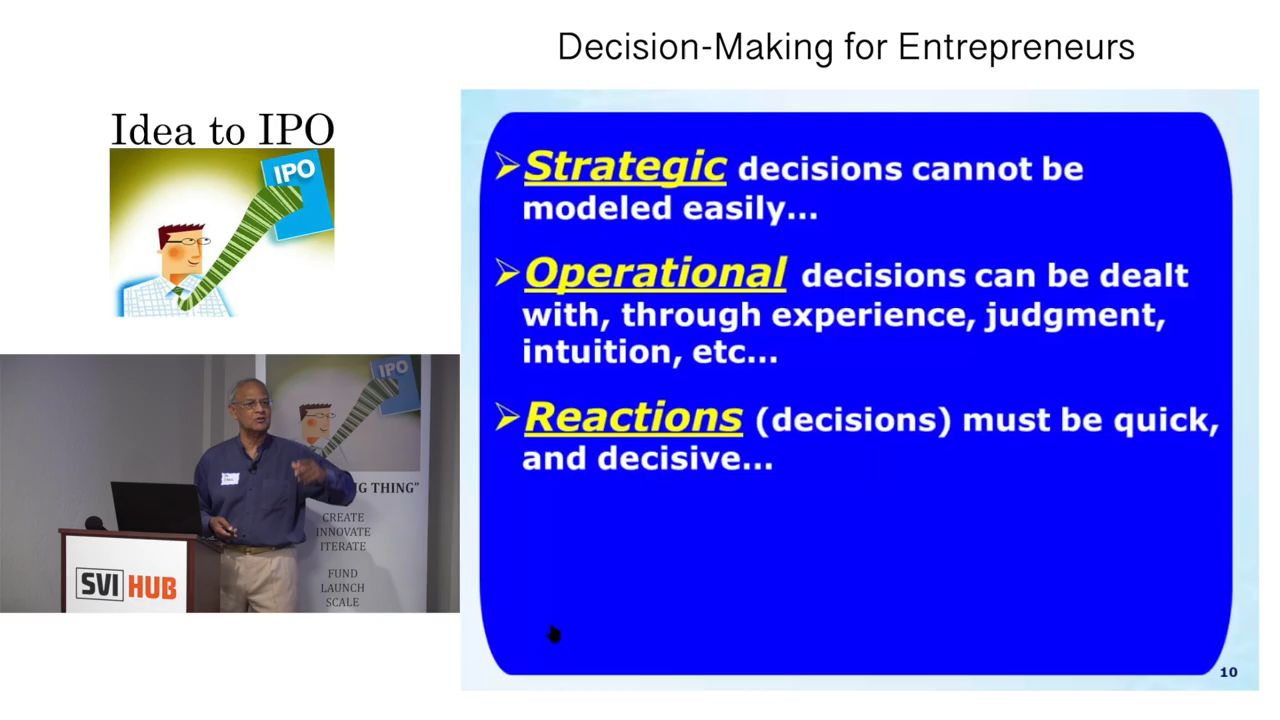 Decision-Making for Entrepreneurs
Idea to IPO
IPO
➢Strategic decisions cannot be
modeled easily...
➢Operational decisions can be dealt
with, through experience, judgment,
intuition, etc...
➢Reactions (decisions) must be quick,
and decisive...
10
IPO
G THING"
CREATE
INNOVATE
ITERATE
FUND
LAUNCH
SCALE
SVI HUB